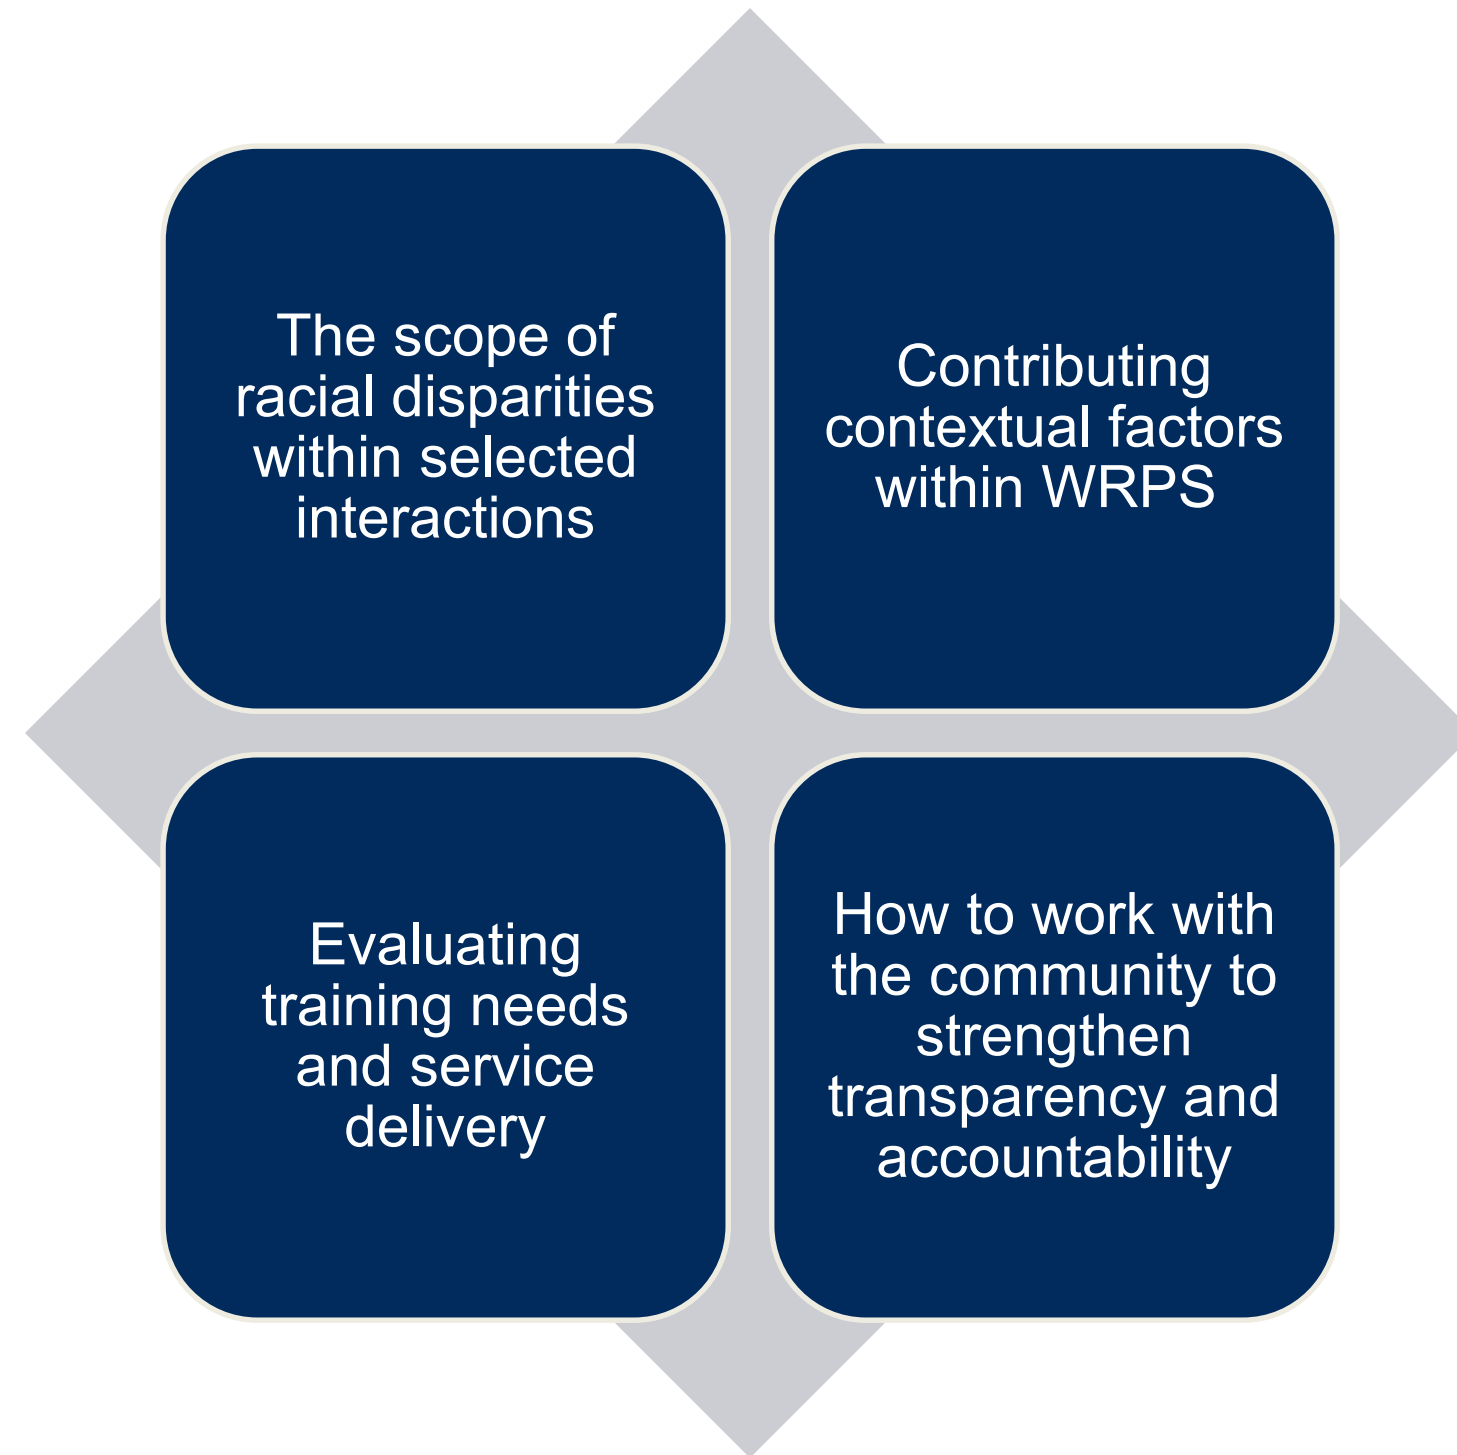 The scope of
racial disparities
within selected
interactions
Contributing
contextual factors
within WRPS
Evaluating
training needs
and service
delivery
How to work with
the community to
strengthen
transparency and
accountability